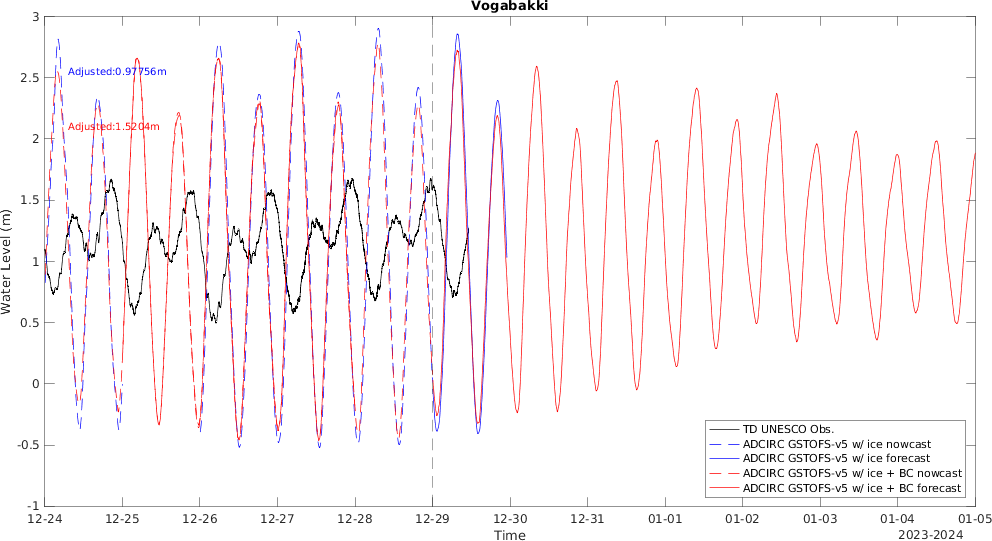 Vogabakki
Water Level (m)
3
2.5
2
1.5
1
0.5
0
-0.5
-1
Adjusted:0.97756m
Adjusted:1.5204m
TD UNESCO Obs.
ADCIRC GSTOFS-v5 w/ ice nowcast
ADCIRC GSTOFS-v5 w/ ice forecast
ADCIRC GSTOFS-v5 w/ ice + BC nowcast
ADCIRC GSTOFS-v5 w/ ice + BC forecast
12-24 12-25 12-26 12-27 12-28 12-29 12-30 12-31 01-01 01-02 01-03 01-04 01-05
Time
2023-2024